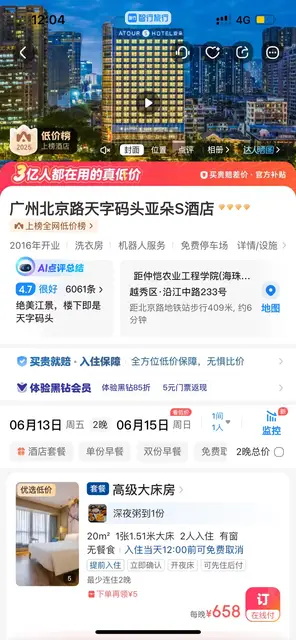 12:04
智行旅行
4G
ATOUR S HOTEL
2025
低价榜
上榜酒店
封面
位置
点评
相册
达人晒图
3亿人都在用的真低价
买贵赔差价 · 官方补贴
广州北京路天字码头亚朵S酒店
上榜全网低价榜
2016年开业
洗衣房
机器人服务
免费停车场
详情/设施
AI点评总结
4.7 很好 6061条
绝美江景，楼下即是
天字码头
距仲恺农业工程学院(海珠...
越秀区·沿江中路233号
距北京路地铁站步行409米, 约6
分钟
地图
买贵就赔 · 入住保障
全方位低价保障，无惧比价
体验黑钻会员
体验黑钻85折
5元门票返现
看低价
06月13日 周五 2晚 06月15日 周日
1间
1人
新
监控
酒店套餐
单份早餐
双份早餐
免费取
2晚总价
优选低价
5
套餐 高级大床房
深夜粥到1份
20m² 1张1.51米大床 2人入住 有窗
无餐食
入住当天12:00前可免费取消
提前入住
立即确认
开夜床
可先住后付
最少连住2晚
下单再领¥5
每晚¥658
订
在线付